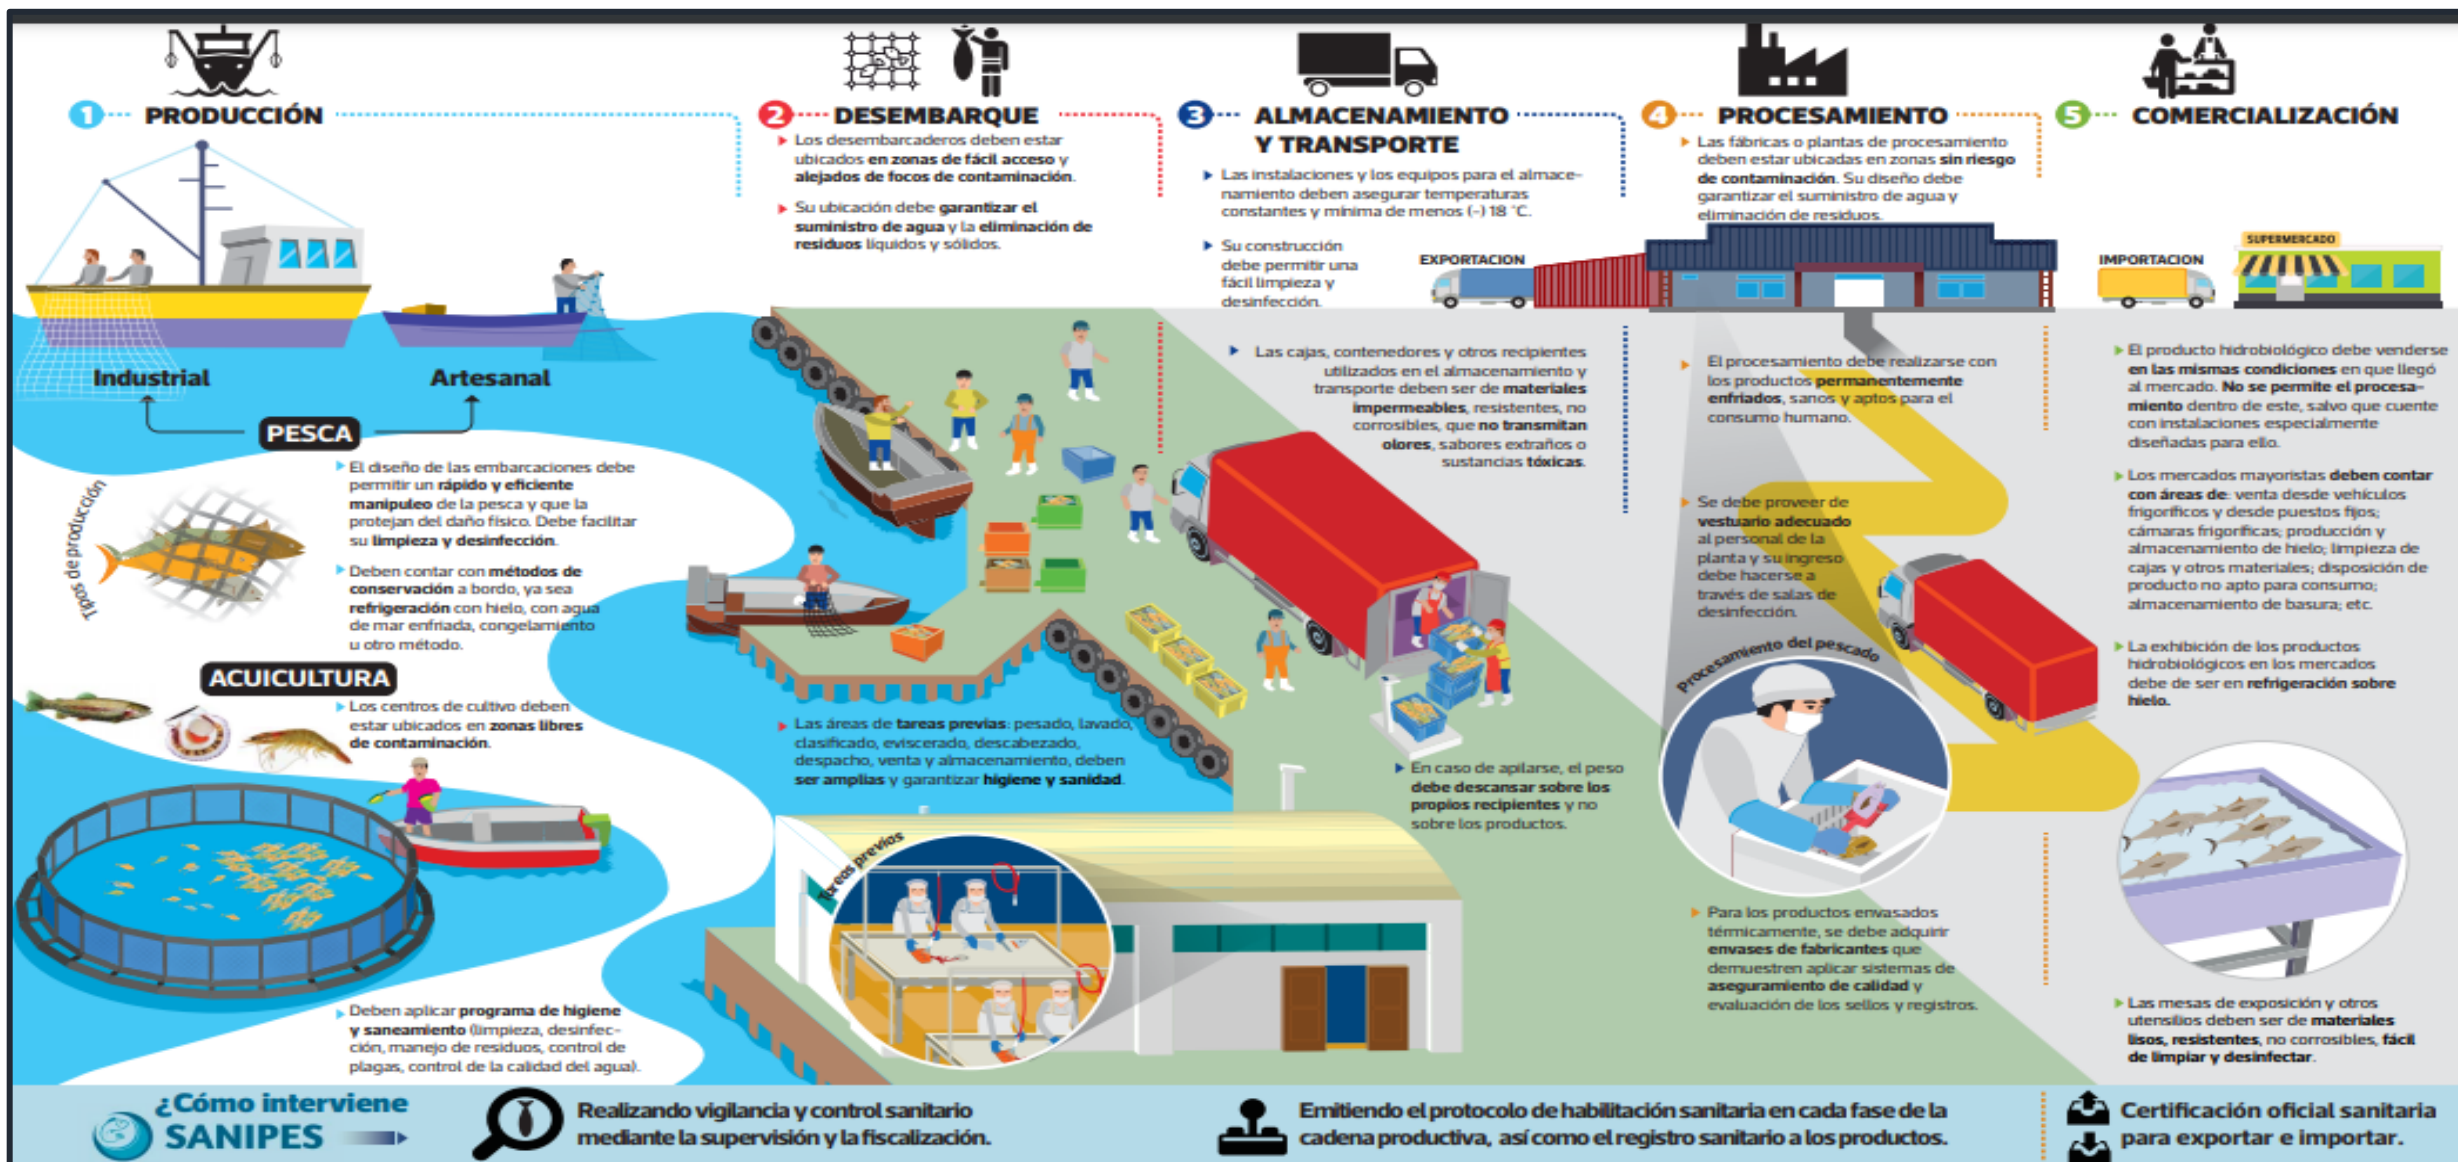 1 PRODUCCIÓN
Industrial
Artesanal
PESCA
Tipos de producción
El diseño de las embarcaciones debe
permitir un rápido y eficiente
manipuleo de la pesca y que la
protejan del daño físico. Debe facilitar
su limpieza y desinfección.
Deben contar con métodos de
conservación a bordo, ya sea
refrigeración con hielo, con agua
de mar enfriada, congelamiento
u otro método.
ACUICULTURA
Los centros de cultivo deben
estar ubicados en zonas libres
de contaminación.
Deben aplicar programa de higiene
y saneamiento (limpieza, desinfec-
ción, manejo de residuos, control de
plagas, control de la calidad del agua).
2 DESEMBARQUE
Los desembarcaderos deben estar
ubicados en zonas de fácil acceso y
alejados de focos de contaminación.
Su ubicación debe garantizar el
suministro de agua y la eliminación de
residuos líquidos y sólidos.
Las áreas de tareas previas: pesado, lavado,
clasificado, eviscerado, descabezado,
despacho, venta y almacenamiento, deben
ser amplias y garantizar higiene y sanidad.
Tareas previas
3 ALMACENAMIENTO
Y TRANSPORTE
Las instalaciones y los equipos para el almace-
namiento deben asegurar temperaturas
constantes y mínima de menos (-) 18 °C.
Su construcción
debe permitir una
fácil limpieza y
desinfección.
EXPORTACION
Las cajas, contenedores y otros recipientes
utilizados en el almacenamiento y
transporte deben ser de materiales
impermeables, resistentes, no
corrosibles, que no transmitan
olores, sabores extraños o
sustancias tóxicas.
En caso de apilarse, el peso
debe descansar sobre los
propios recipientes y no
sobre los productos.
4 PROCESAMIENTO
Las fábricas o plantas de procesamiento
deben estar ubicadas en zonas sin riesgo
de contaminación. Su diseño debe
garantizar el suministro de agua y
eliminación de residuos.
El procesamiento debe realizarse con
los productos permanentemente
enfriados, sanos y aptos para el
consumo humano.
Se debe proveer de
vestuario adecuado
al personal de la
planta y su ingreso
debe hacerse a
través de salas de
desinfección.
Procesamiento del pescado
Para los productos envasados
térmicamente, se debe adquirir
envases de fabricantes que
demuestren aplicar sistemas de
aseguramiento de calidad y
evaluación de los sellos y registros.
5 COMERCIALIZACIÓN
IMPORTACION
SUPERMERCADO
El producto hidrobiológico debe venderse
en las mismas condiciones en que llegó
al mercado. No se permite el procesa-
miento dentro de este, salvo que cuente
con instalaciones especialmente
diseñadas para ello.
Los mercados mayoristas deben contar
con áreas de: venta desde vehículos
frigoríficos y desde puestos fijos;
cámaras frigoríficas; producción y
almacenamiento de hielo; limpieza de
cajas y otros materiales; disposición de
producto no apto para consumo;
almacenamiento de basura; etc.
La exhibición de los productos
hidrobiológicos en los mercados
debe de ser en refrigeración sobre
hielo.
Las mesas de exposición y otros
utensilios deben ser de materiales
lisos, resistentes, no corrosibles, fácil
de limpiar y desinfectar.
¿Cómo interviene
SANIPES
Realizando vigilancia y control sanitario
mediante la supervisión y la fiscalización.
Emitiendo el protocolo de habilitación sanitaria en cada fase de la
cadena productiva, así como el registro sanitario a los productos.
Certificación oficial sanitaria
para exportar e importar.